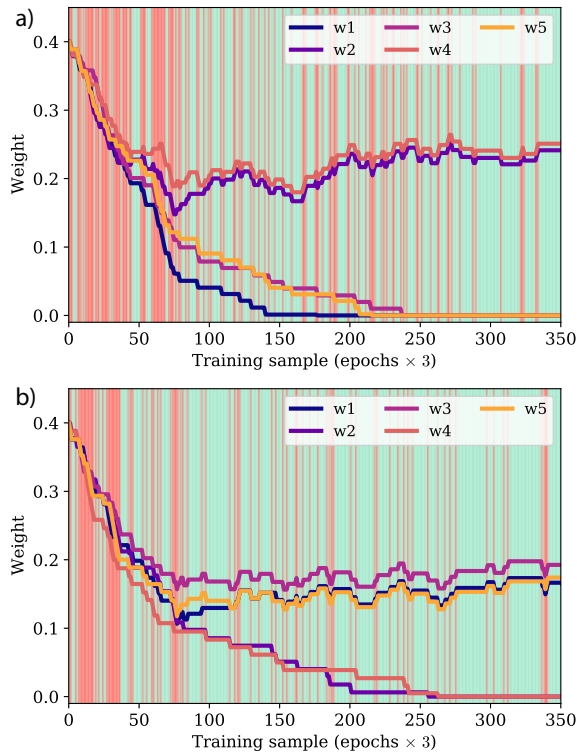 a)
w1 w3 w5
w2 w4
0.4
0.3
0.2
0.1
0.0
Weight
0 50 100 150 200 250 300 350
Training sample (epochs × 3)
b)
w1 w3 w5
w2 w4
0.4
0.3
0.2
0.1
0.0
Weight
0 50 100 150 200 250 300 350
Training sample (epochs × 3)